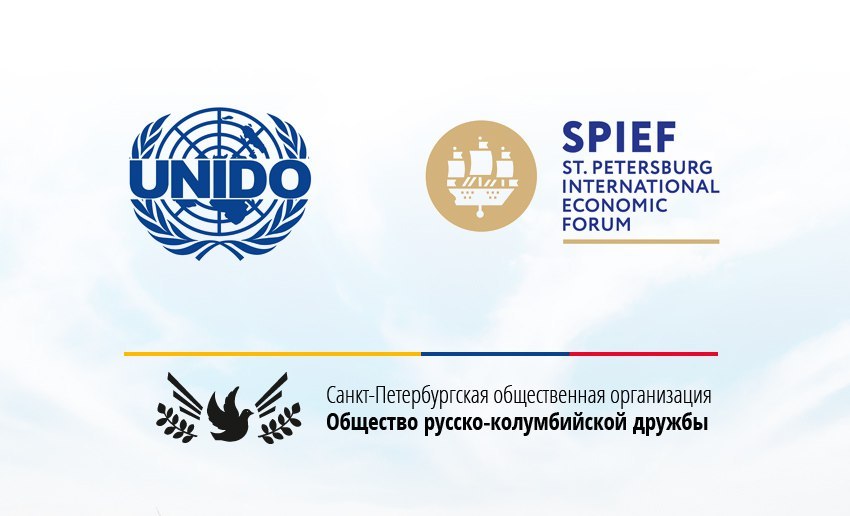 UNIDO
SPIEF
ST. PETERSBURG
INTERNATIONAL
ECONOMIC
FORUM
Санкт-Петербургская общественная организация
Общество русско-колумбийской дружбы